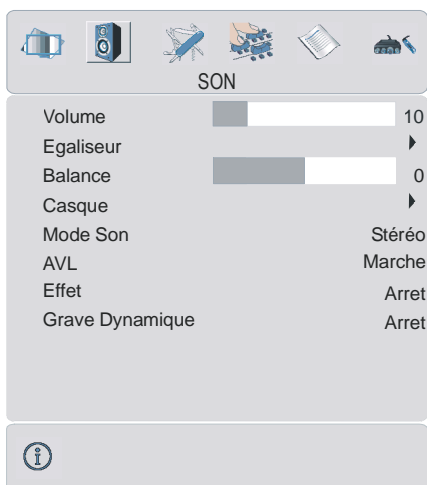 SON
Volume 10
Egaliseur
Balance 0
Casque
Mode Son Stéréo
AVL Marche
Effet Arret
Grave Dynamique Arret